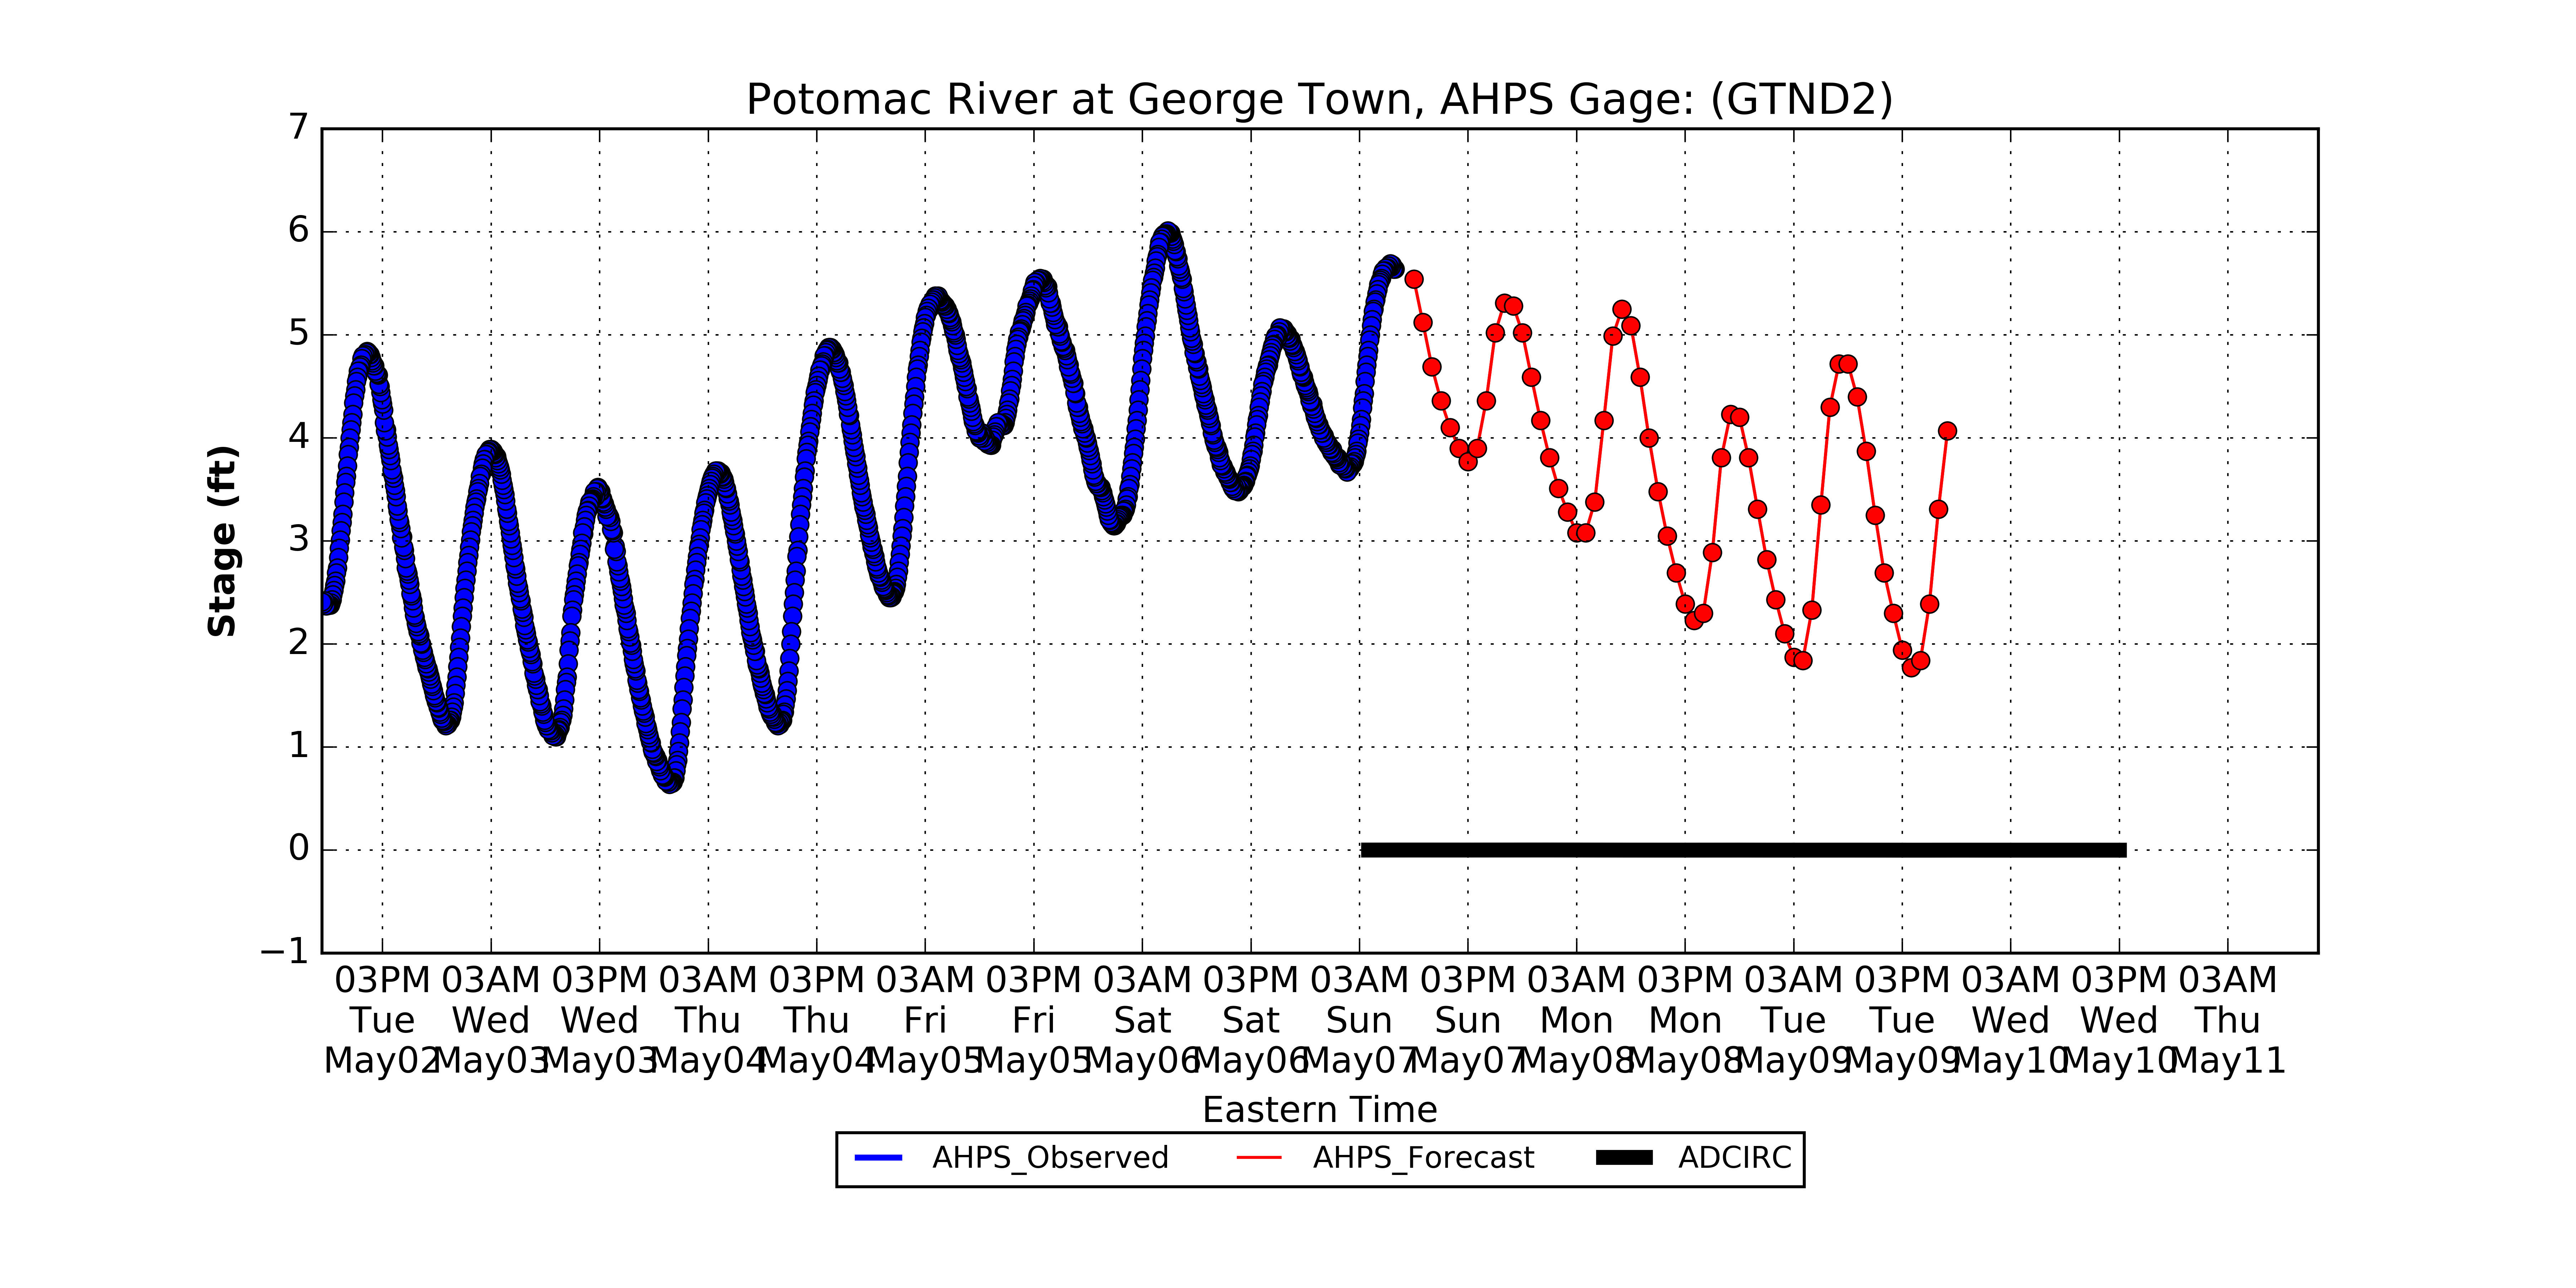 Potomac River at George Town, AHPS Gage: (GTND2)
7
6
5
4
3
2
1
0
−1
Stage (ft)
03PM 03AM 03PM 03AM 03PM 03AM 03PM 03AM 03PM 03AM 03PM 03AM 03PM 03AM 03PM 03AM 03PM 03AM
Tue Wed Wed Thu Thu Fri Fri Sat Sat Sun Sun Mon Mon Tue Tue Wed Wed Thu
May02 May03 May03 May04 May04 May05 May05 May06 May06 May07 May07 May08 May08 May09 May09 May10 May10 May11
Eastern Time
AHPS_Observed AHPS_Forecast ADCIRC